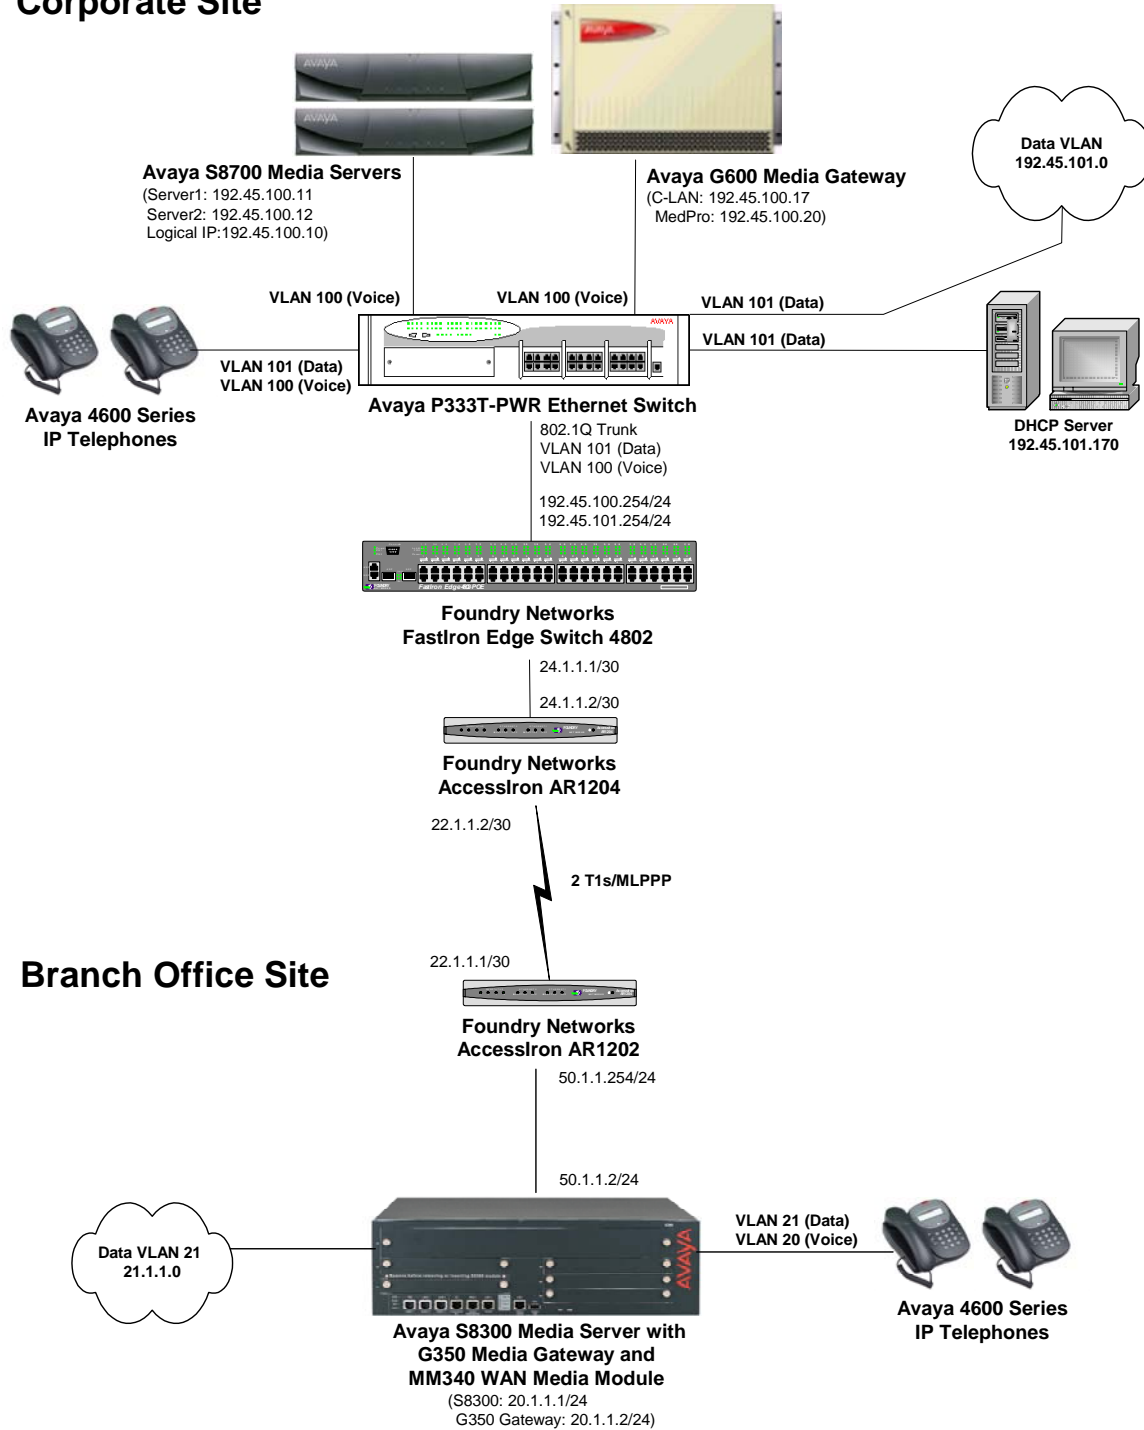 Corporate Site
AVAYA
AVAYA
AVAYA
Avaya S8700 Media Servers
(Server1: 192.45.100.11
Server2: 192.45.100.12
Logical IP:192.45.100.10)
Avaya G600 Media Gateway
(C-LAN: 192.45.100.17
MedPro: 192.45.100.20)
Data VLAN
192.45.101.0
VLAN 100 (Voice)
VLAN 100 (Voice)
VLAN 101 (Data)
AVAYA
VLAN 101 (Data)
VLAN 101 (Data)
VLAN 100 (Voice)
Avaya 4600 Series
IP Telephones
Avaya P333T-PWR Ethernet Switch
DHCP Server
192.45.101.170
802.1Q Trunk
VLAN 101 (Data)
VLAN 100 (Voice)
192.45.100.254/24
192.45.101.254/24
Foundry Networks
FastIron Edge Switch 4802
24.1.1.1/30
24.1.1.2/30
Foundry Networks
AccessIron AR1204
22.1.1.2/30
2 T1s/MLPPP
Branch Office Site
22.1.1.1/30
Foundry Networks
AccessIron AR1202
50.1.1.254/24
50.1.1.2/24
Data VLAN 21
21.1.1.0
AVAYA
VLAN 21 (Data)
VLAN 20 (Voice)
Avaya 4600 Series
IP Telephones
Avaya S8300 Media Server with
G350 Media Gateway and
MM340 WAN Media Module
(S8300: 20.1.1.1/24
G350 Gateway: 20.1.1.2/24)